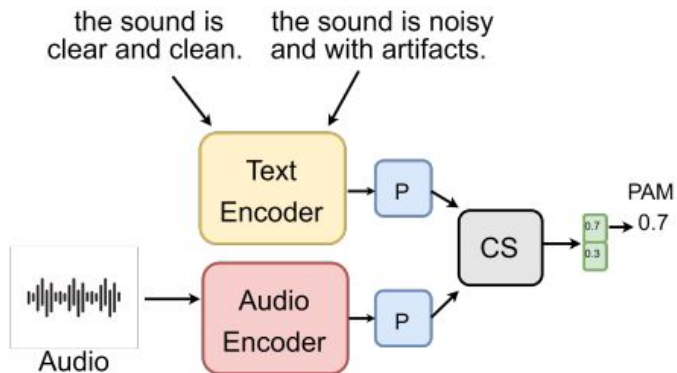 the sound is
clear and clean.
the sound is noisy
and with artifacts.
Text
Encoder
P
PAM
0.7
0.7
CS
0.3
Audio
Encoder
P
Audio